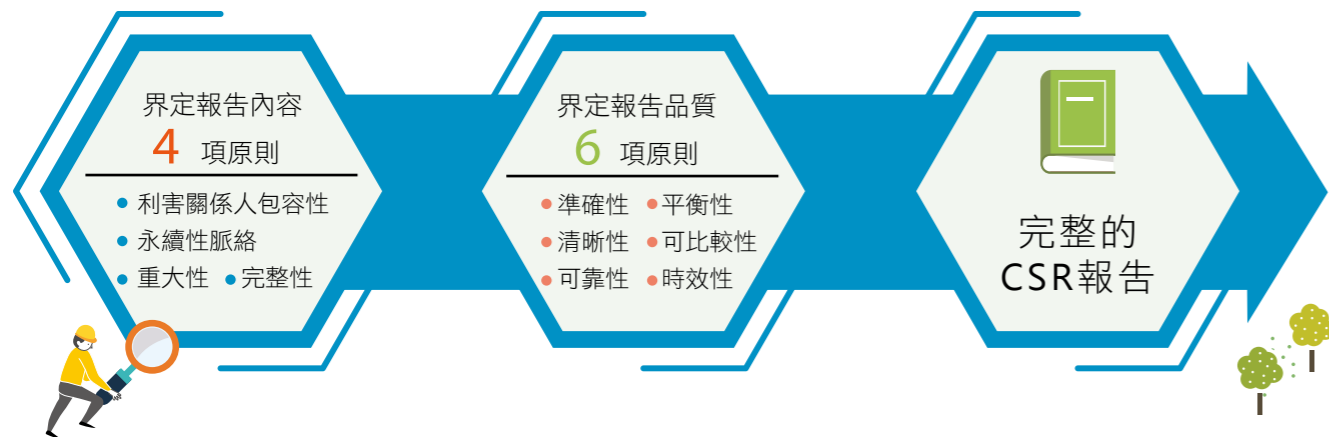 界定報告內容
4 項原則
• 利害關係人包容性
• 永續性脈絡
• 重大性 • 完整性
界定報告品質
6 項原則
• 準確性 • 平衡性
• 清晰性 • 可比較性
• 可靠性 • 時效性
完整的
CSR報告